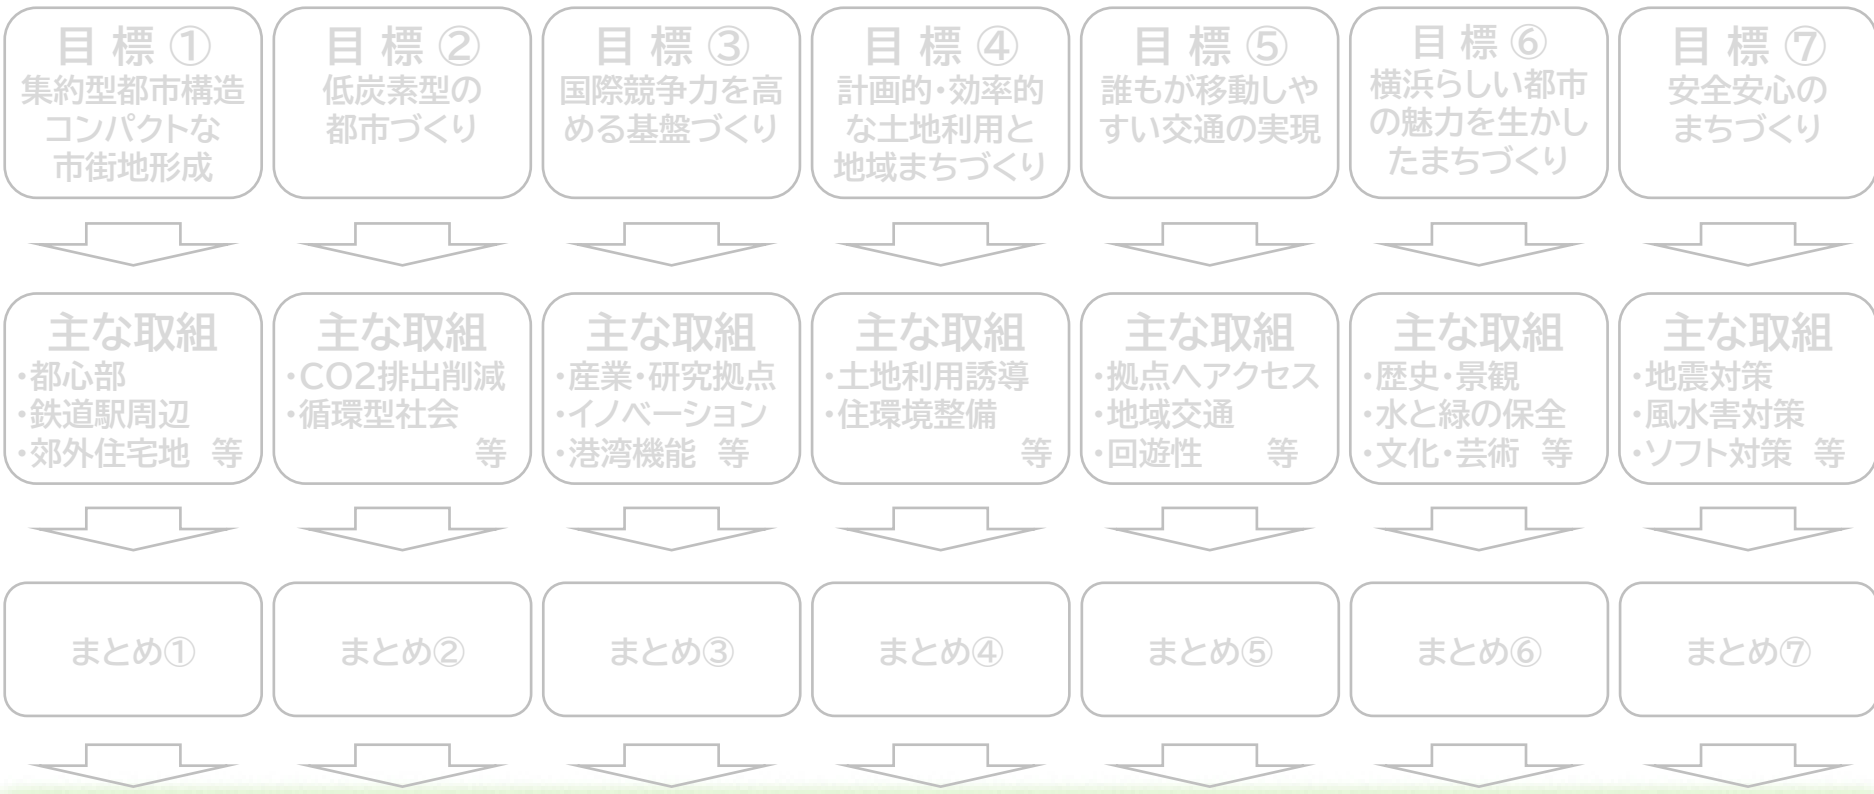 目 標 ①
集約型都市構造
コンパクトな
市街地形成
目 標 ②
低炭素型の
都市づくり
目 標 ③
国際競争力を高
める基盤づくり
目 標 ④
計画的・効率的
な土地利用と
地域まちづくり
目 標 ⑤
誰もが移動しや
すい交通の実現
目 標 ⑥
横浜らしい都市
の魅力を生かし
たまちづくり
目 標 ⑦
安全安心の
まちづくり
主な取組
・都心部
・鉄道駅周辺
・郊外住宅地 等
主な取組
・CO2排出削減
・循環型社会
等
主な取組
・産業・研究拠点
・イノベーション
・港湾機能 等
主な取組
・土地利用誘導
・住環境整備
等
主な取組
・拠点へアクセス
・地域交通
・回遊性 等
主な取組
・歴史・景観
・水と緑の保全
・文化・芸術 等
主な取組
・地震対策
・風水害対策
・ソフト対策 等
まとめ①
まとめ②
まとめ③
まとめ④
まとめ⑤
まとめ⑥
まとめ⑦